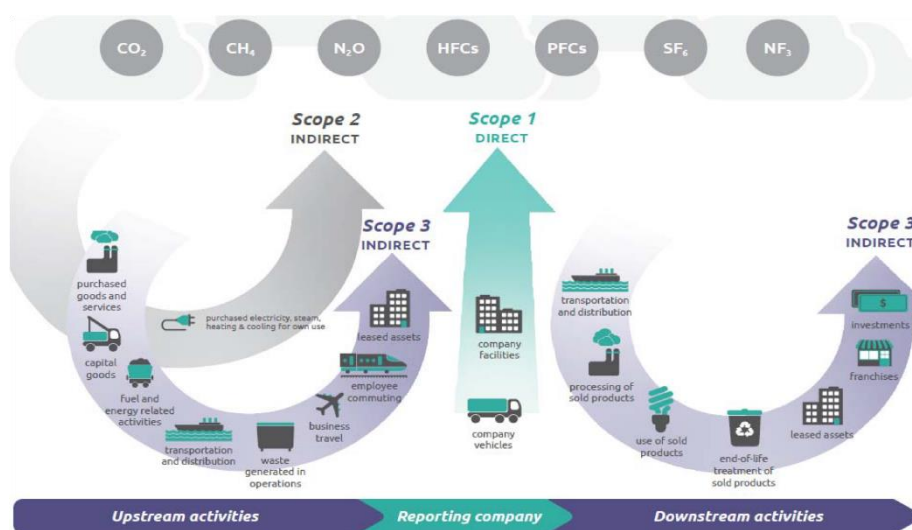 CO₂
CH₄
N₂O
HFCs
PFCs
SF₆
NF₃
Scope 2
INDIRECT
Scope 1
DIRECT
Scope 3
INDIRECT
Scope 3
INDIRECT
purchased
goods and
services
capital
goods
fuel and
energy related
activities
transportation
and distribution
waste
generated in
operations
business
travel
employee
commuting
leased assets
purchased electricity, steam,
heating & cooling for own use
company
facilities
company
vehicles
transportation
and distribution
processing of
sold products
use of sold
products
end-of-life
treatment of
sold products
leased assets
franchises
investments
$
Upstream activities
Reporting company
Downstream activities